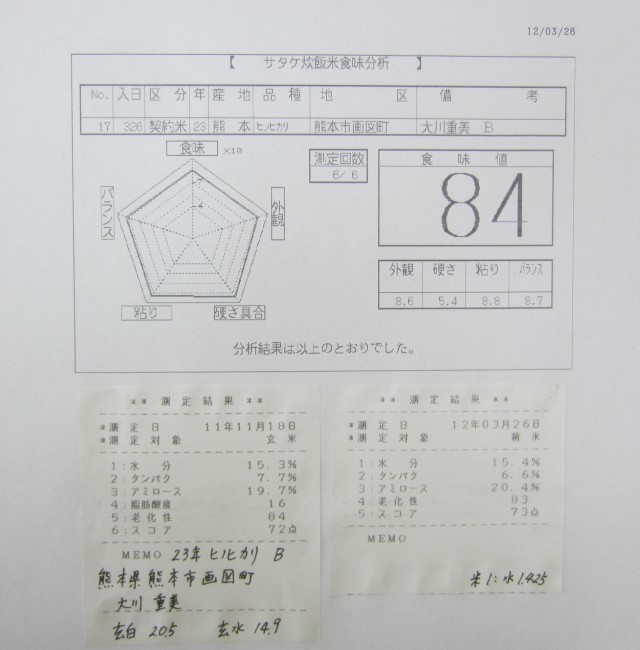 12/03/26
【 サタケ炊飯米食味分析 】
No. 入日 区分 年 産地 品種 地区 備考
17 326 契約米 23 熊本 ヒノヒカリ 熊本市画図町 大川重美 B
食味 ×10
7
4
バランス
外観
粘り
硬さ具合
測定回数
6/ 6
食味値
84
外観 硬さ 粘り バランス
8.6 5.4 8.8 8.7
分析結果は以上のとおりでした。
** 測定結果 **
*測定日 11年11月18日
*測定対象 玄米
1:水分 15.3%
2:タンパク 7.7%
3:アミロース 19.7%
4:脂肪酸度 16
5:老化性 84
6:スコア 72点
MEMO 23年 ヒノヒカリ B
熊本県熊本市画図町
大川 重美
玄白 20.5 玄水 14.9
** 測定結果 **
*測定日 12年03月26日
*測定対象 精米
1:水分 15.4%
2:タンパク 6.6%
3:アミロース 20.4%
4:老化性 83
5:スコア 73点
MEMO
米1:水1.425